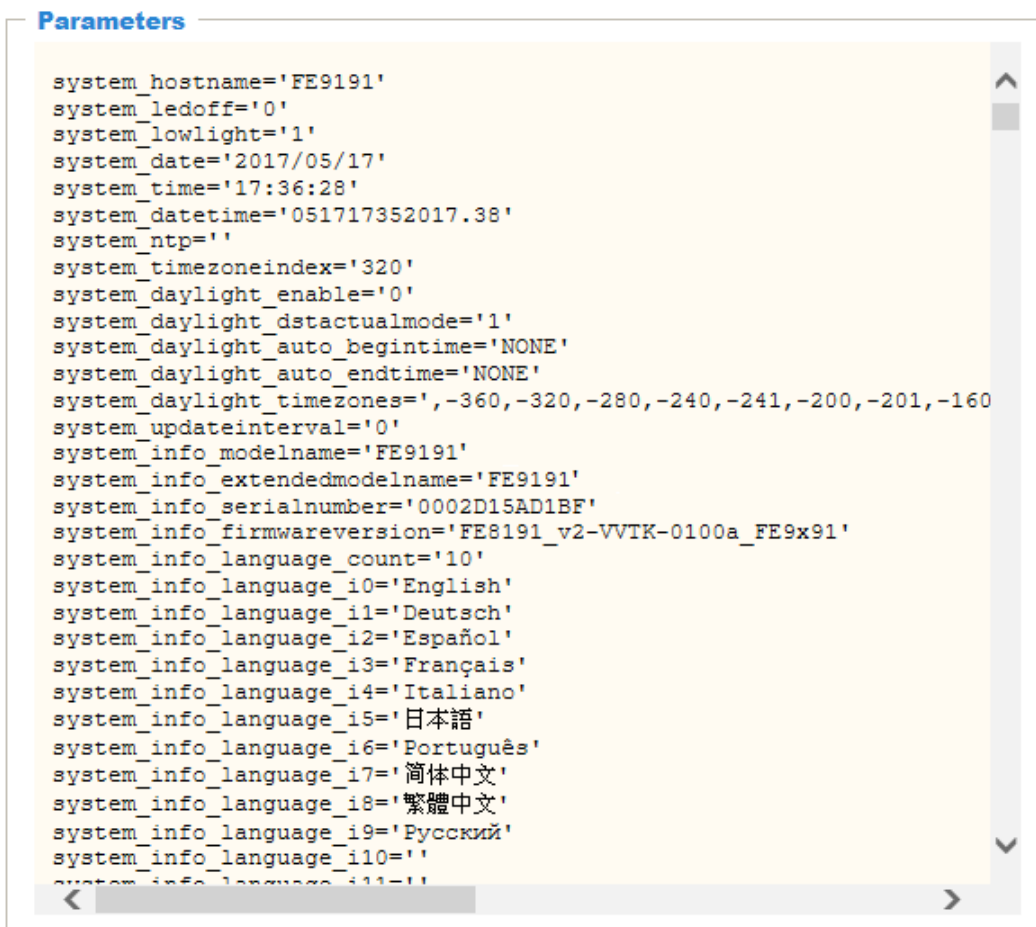 Parameters
system_hostname='FE9191'
system_ledoff='0'
system_lowlight='1'
system_date='2017/05/17'
system_time='17:36:28'
system_datetime='051717352017.38'
system_ntp=''
system_timezoneindex='320'
system_daylight_enable='0'
system_daylight_dstactualmode='1'
system_daylight_auto_begintime='NONE'
system_daylight_auto_endtime='NONE'
system_daylight_timezones=',-360,-320,-280,-240,-241,-200,-201,-160
system_updateinterval='0'
system_info_modelname='FE9191'
system_info_extendedmodelname='FE9191'
system_info_serialnumber='0002D15AD1BF'
system_info_firmwareversion='FE8191_v2-VVTK-0100a_FE9x91'
system_info_language_count='10'
system_info_language_i0='English'
system_info_language_i1='Deutsch'
system_info_language_i2='Español'
system_info_language_i3='Français'
system_info_language_i4='Italiano'
system_info_language_i5='日本語'
system_info_language_i6='Português'
system_info_language_i7='简体中文'
system_info_language_i8='繁體中文'
system_info_language_i9='Русский'
system_info_language_i10=''
system_info_language_i11=''